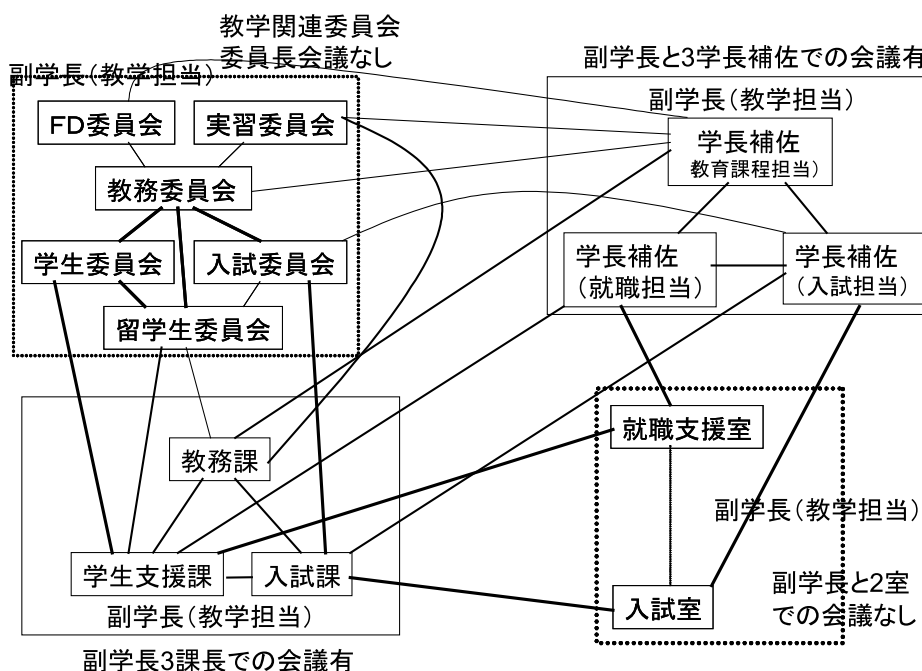 教学関連委員会
委員長会議なし
副学長(教学担当)
FD委員会
実習委員会
教務委員会
学生委員会
入試委員会
留学生委員会
副学長と3学長補佐での会議有
副学長(教学担当)
学長補佐
教育課程担当)
学長補佐
(就職担当)
学長補佐
(入試担当)
教務課
学生支援課
入試課
副学長(教学担当)
副学長3課長での会議有
就職支援室
副学長(教学担当)
入試室
副学長と2室
での会議なし